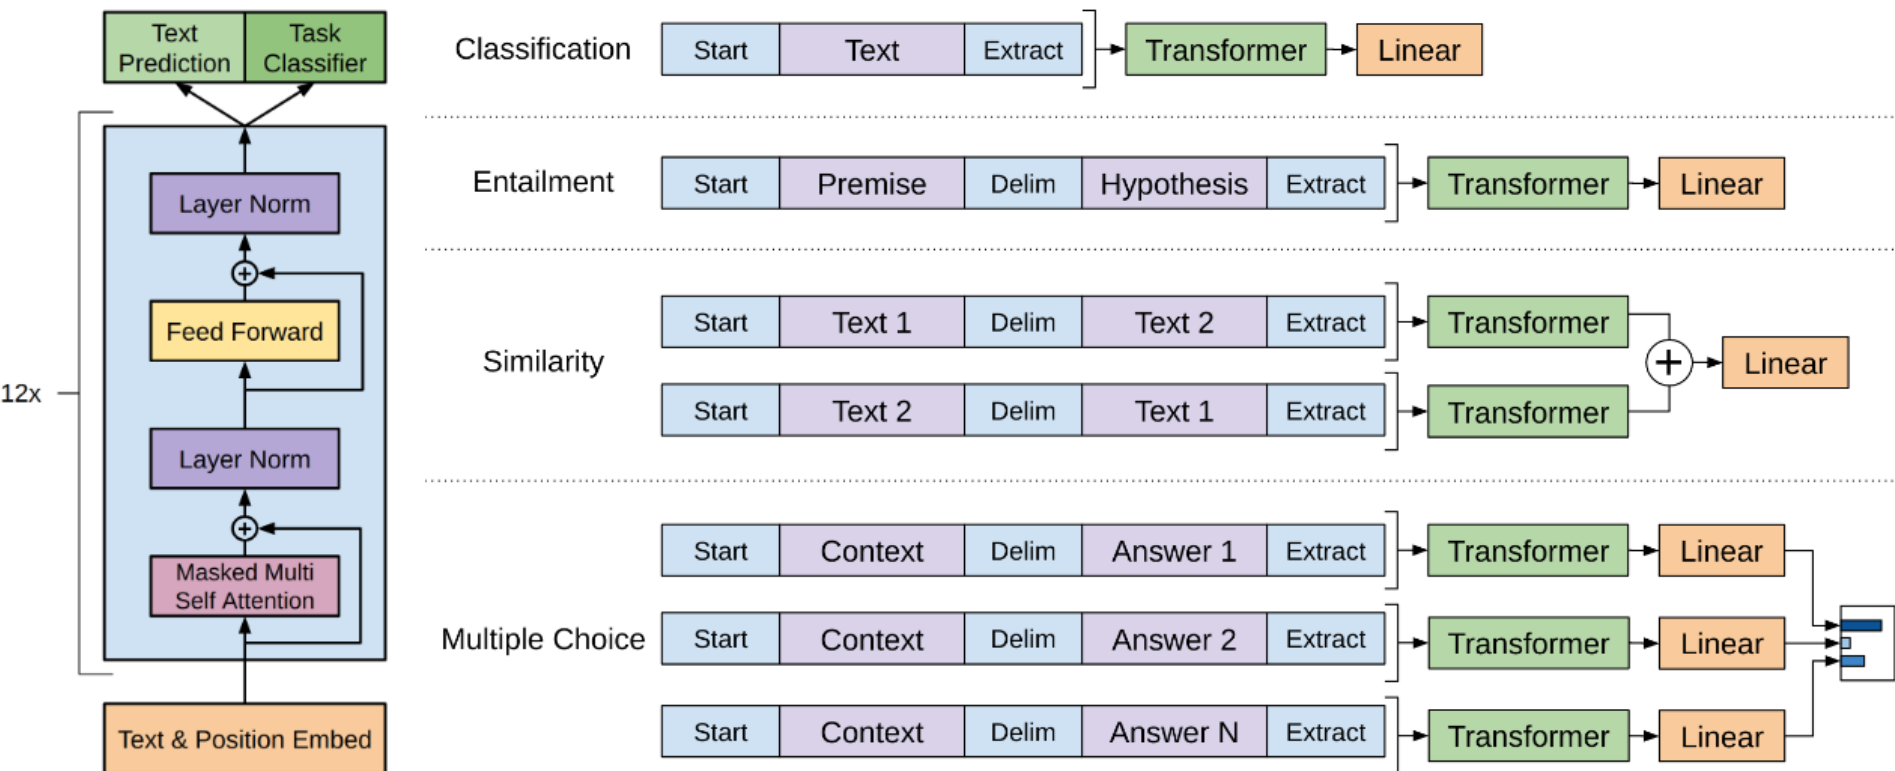 Text
Prediction
Task
Classifier
12x
Layer Norm
Feed Forward
Layer Norm
Masked Multi
Self Attention
Text & Position Embed
Classification Start Text Extract Transformer Linear
Entailment Start Premise Delim Hypothesis Extract Transformer Linear
Similarity
Start Text 1 Delim Text 2 Extract Transformer
Start Text 2 Delim Text 1 Extract Transformer
Linear
Multiple Choice
Start Context Delim Answer 1 Extract Transformer Linear
Start Context Delim Answer 2 Extract Transformer Linear
Start Context Delim Answer N Extract Transformer Linear